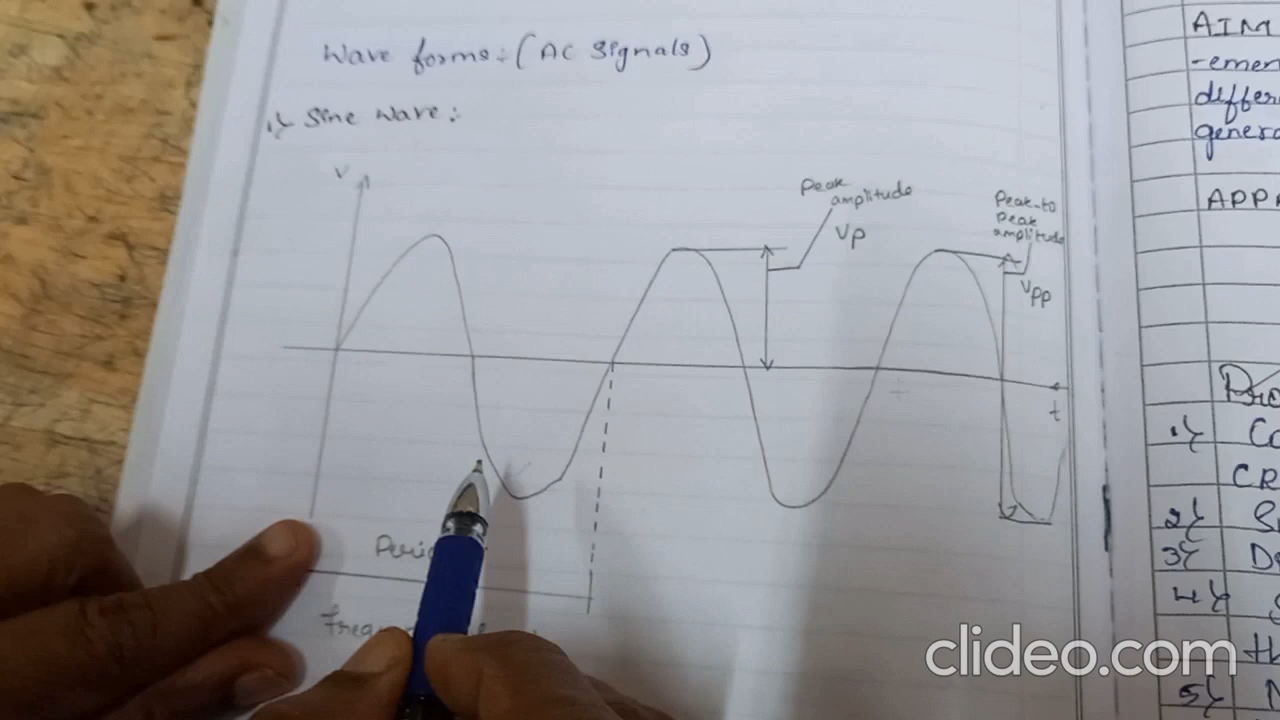 Wave forms :- (AC Signals)
1.} Sine wave :
V
Peak
amplitude
Vp
Peak-to
Peak
amplitude
Vpp
t
AIM
-emen
differ
genera
APPA
1.}
CR
2}
3}
4}
5}
clideo.com